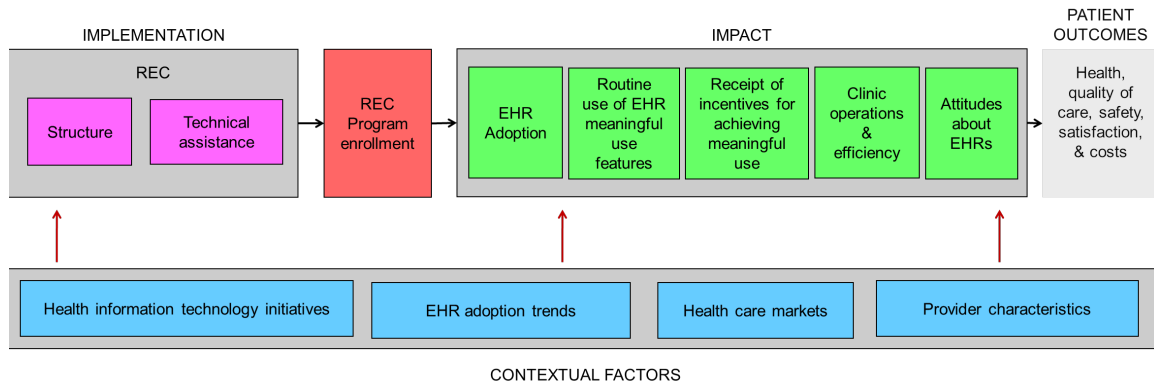 IMPLEMENTATION
REC
Structure
Technical
assistance
REC
Program
enrollment
IMPACT
EHR
Adoption
Routine
use of EHR
meaningful
use
features
Receipt of
incentives for
achieving
meaningful
use
Clinic
operations
&
efficiency
Attitudes
about
EHRs
PATIENT
OUTCOMES
Health,
quality of
care, safety,
satisfaction,
& costs
Health information technology initiatives
EHR adoption trends
Health care markets
Provider characteristics
CONTEXTUAL FACTORS